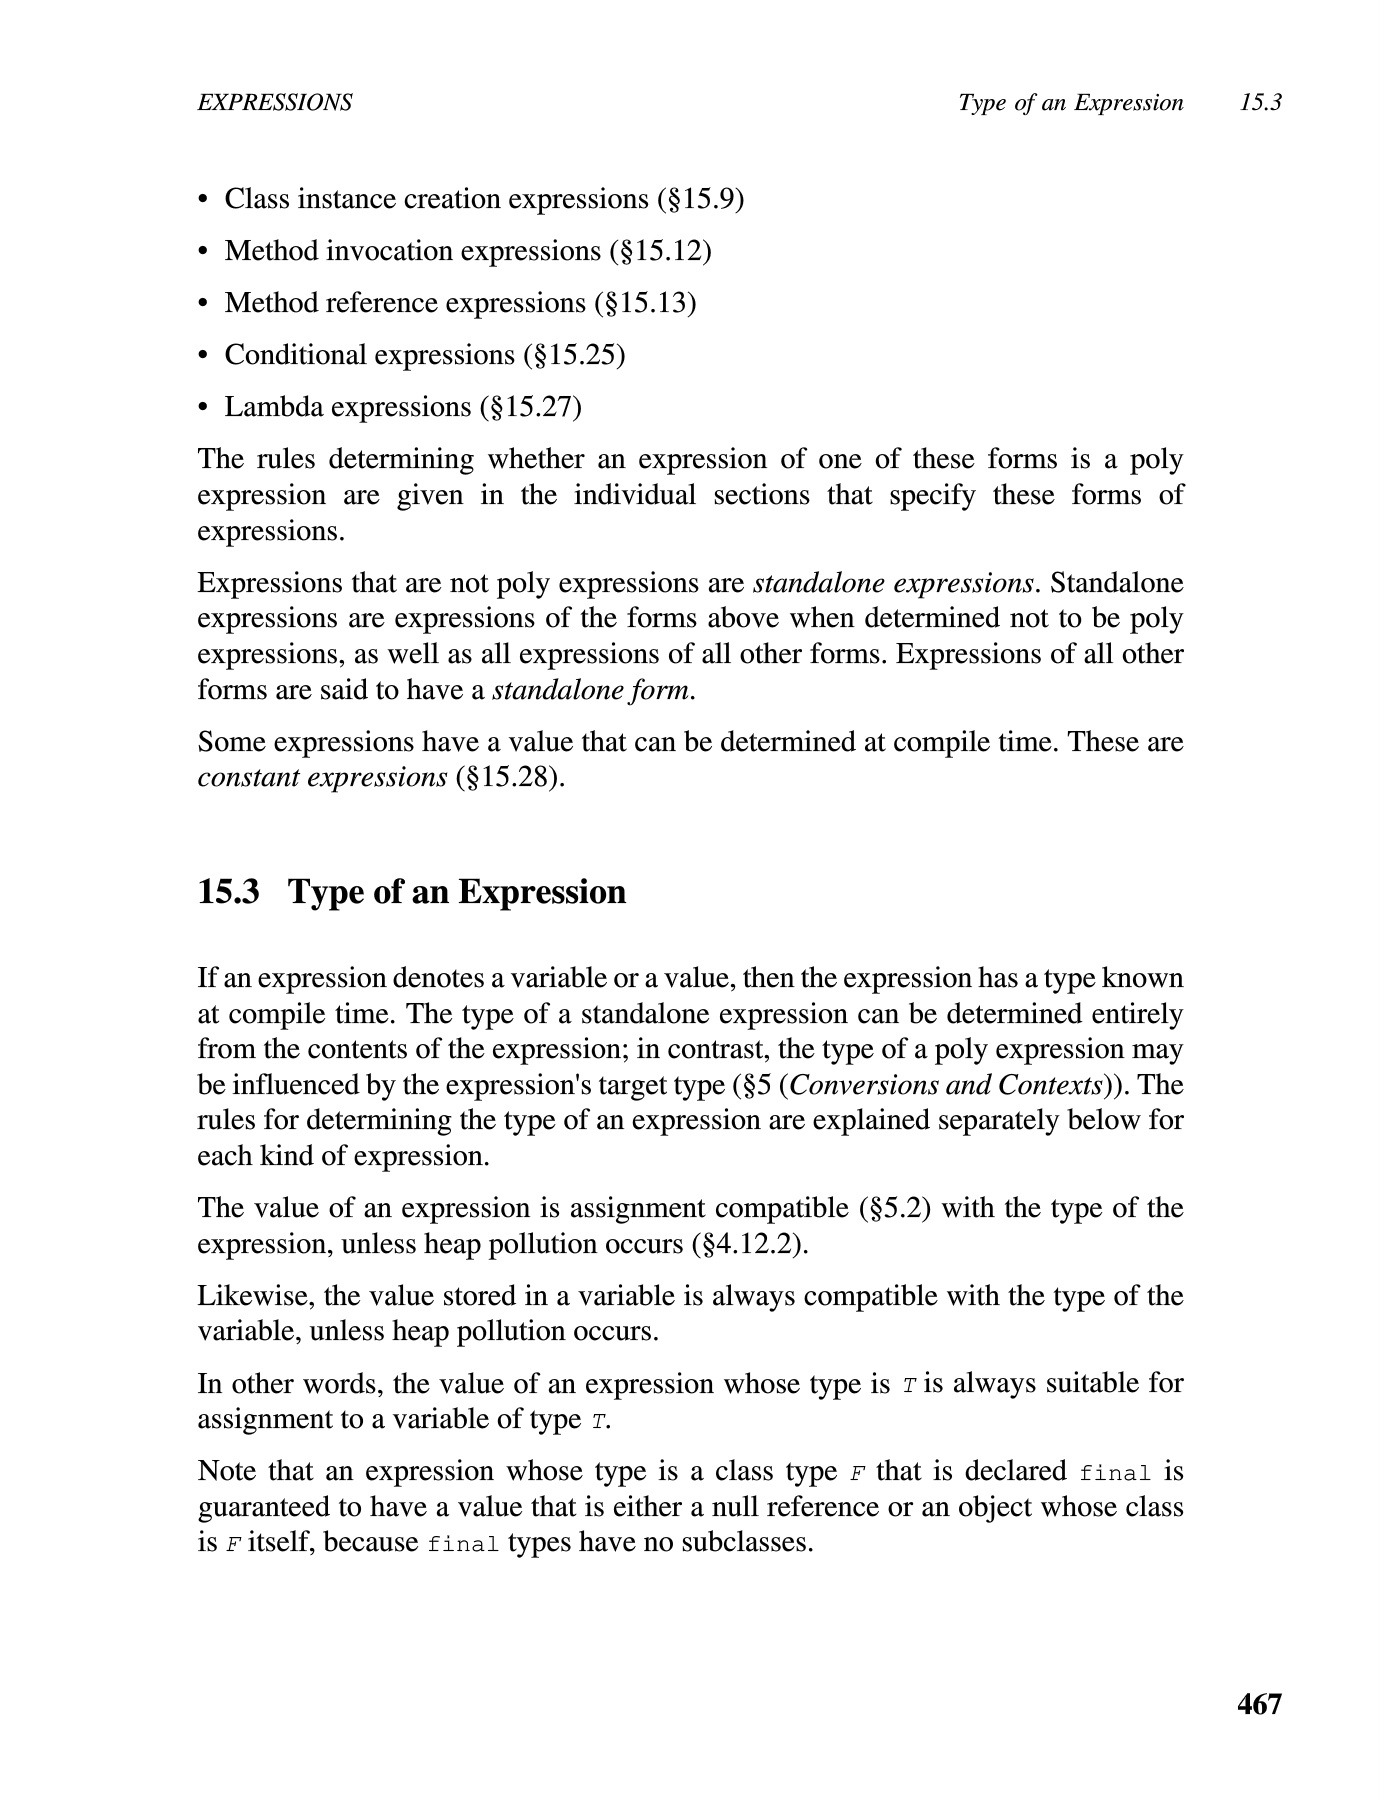 EXPRESSIONS Type of an Expression 15.3
• Class instance creation expressions (§15.9)
• Method invocation expressions (§15.12)
• Method reference expressions (§15.13)
• Conditional expressions (§15.25)
• Lambda expressions (§15.27)
The rules determining whether an expression of one of these forms is a poly
expression are given in the individual sections that specify these forms of
expressions.
Expressions that are not poly expressions are standalone expressions. Standalone
expressions are expressions of the forms above when determined not to be poly
expressions, as well as all expressions of all other forms. Expressions of all other
forms are said to have a standalone form.
Some expressions have a value that can be determined at compile time. These are
constant expressions (§15.28).
15.3 Type of an Expression
If an expression denotes a variable or a value, then the expression has a type known
at compile time. The type of a standalone expression can be determined entirely
from the contents of the expression; in contrast, the type of a poly expression may
be influenced by the expression's target type (§5 (Conversions and Contexts)). The
rules for determining the type of an expression are explained separately below for
each kind of expression.
The value of an expression is assignment compatible (§5.2) with the type of the
expression, unless heap pollution occurs (§4.12.2).
Likewise, the value stored in a variable is always compatible with the type of the
variable, unless heap pollution occurs.
In other words, the value of an expression whose type is T is always suitable for
assignment to a variable of type T.
Note that an expression whose type is a class type F that is declared final is
guaranteed to have a value that is either a null reference or an object whose class
is F itself, because final types have no subclasses.
467